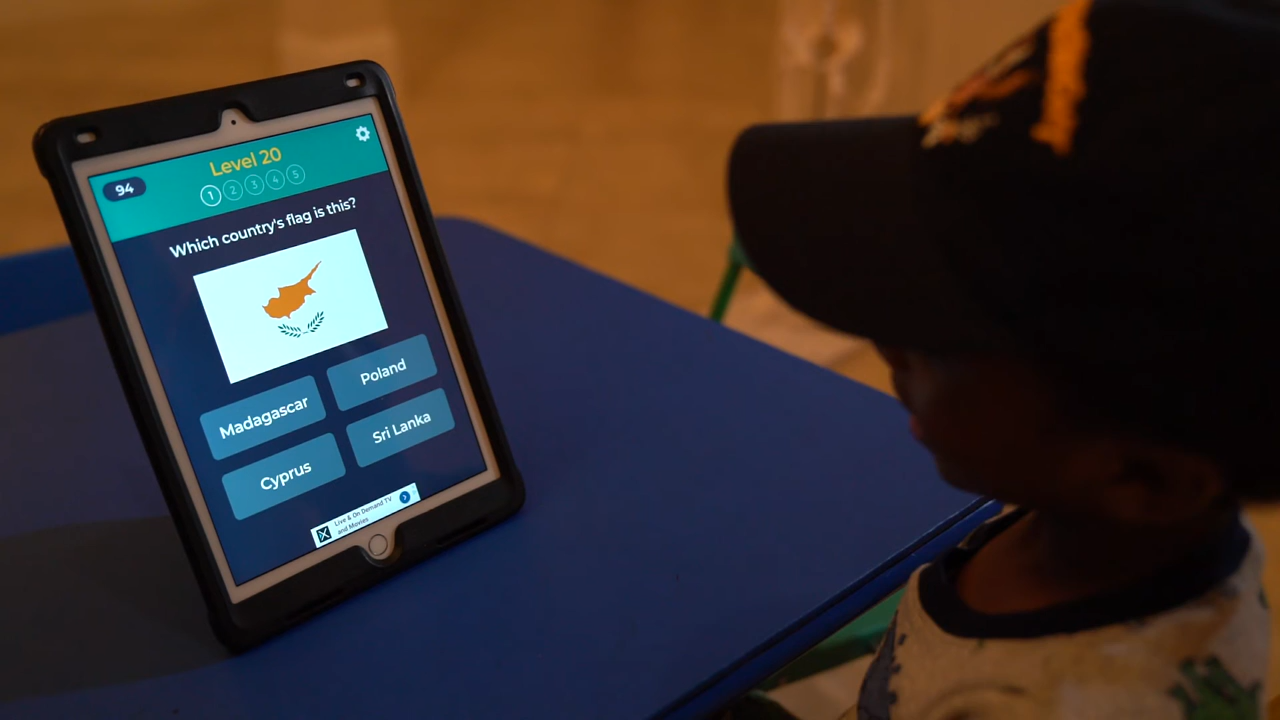 Level 20
94
1 2 3 4 5
Which country's flag is this?
Madagascar
Poland
Cyprus
Sri Lanka
Live & On Demand TV
and Movies